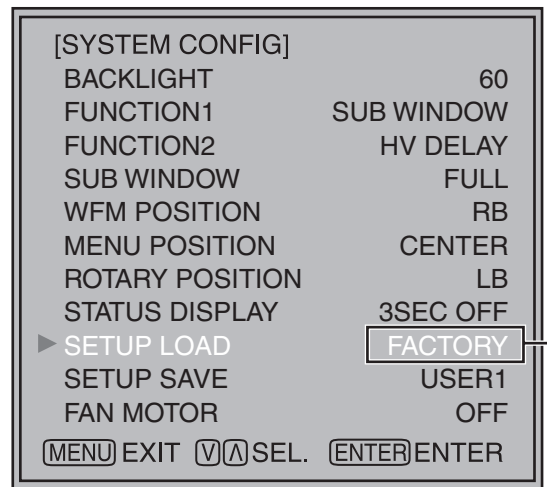 [SYSTEM CONFIG]
BACKLIGHT 60
FUNCTION1 SUB WINDOW
FUNCTION2 HV DELAY
SUB WINDOW FULL
WFM POSITION RB
MENU POSITION CENTER
ROTARY POSITION LB
STATUS DISPLAY 3SEC OFF
▶ SETUP LOAD FACTORY
SETUP SAVE USER1
FAN MOTOR OFF
MENU EXIT V Λ SEL. ENTER ENTER